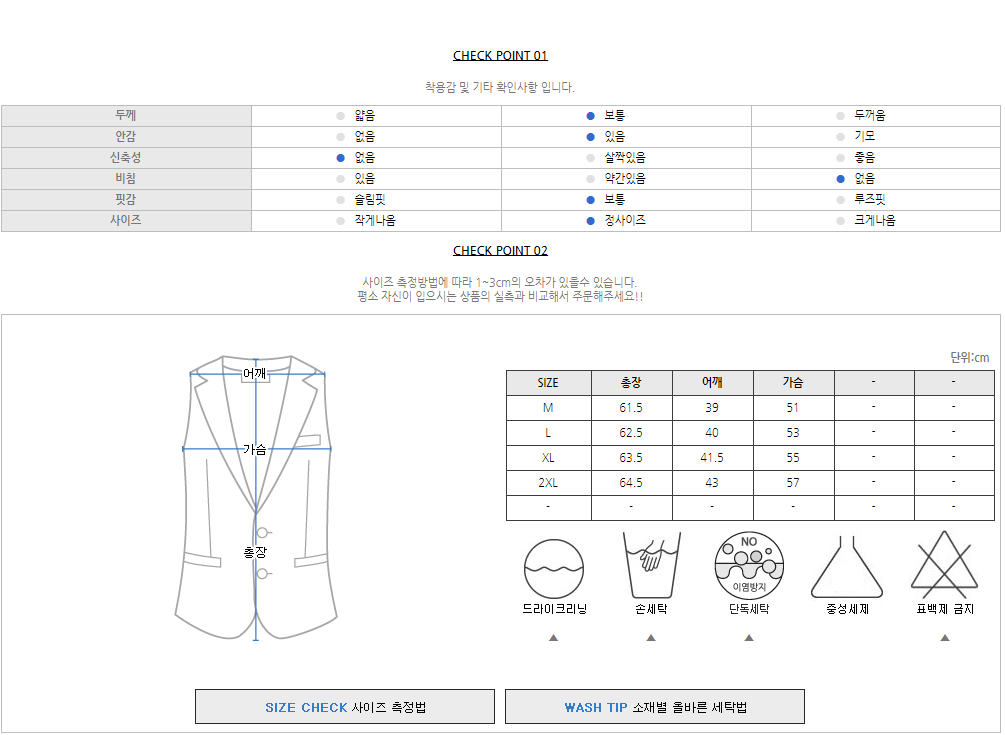 CHECK POINT 01
착용감 및 기타 확인사항 입니다.
두께 얇음 보통 두꺼움
안감 없음 있음 기모
신축성 없음 살짝있음 좋음
비침 있음 약간있음 없음
핏감 슬림핏 보통 루즈핏
사이즈 작게나옴 정사이즈 크게나옴
CHECK POINT 02
사이즈 측정방법에 따라 1~3cm의 오차가 있을수 있습니다.
평소 자신이 입으시는 상품의 실측과 비교해서 주문해주세요!!
단위:cm
어깨
가슴
총장
SIZE 총장 어깨 가슴 - -
M 61.5 39 51 - -
L 62.5 40 53 - -
XL 63.5 41.5 55 - -
2XL 64.5 43 57 - -
- - - - - -
NO
이염방지
드라이크리닝 손세탁 단독세탁 중성세제 표백제 금지
▲ ▲ ▲ ▲
SIZE CHECK 사이즈 측정법
WASH TIP 소재별 올바른 세탁법